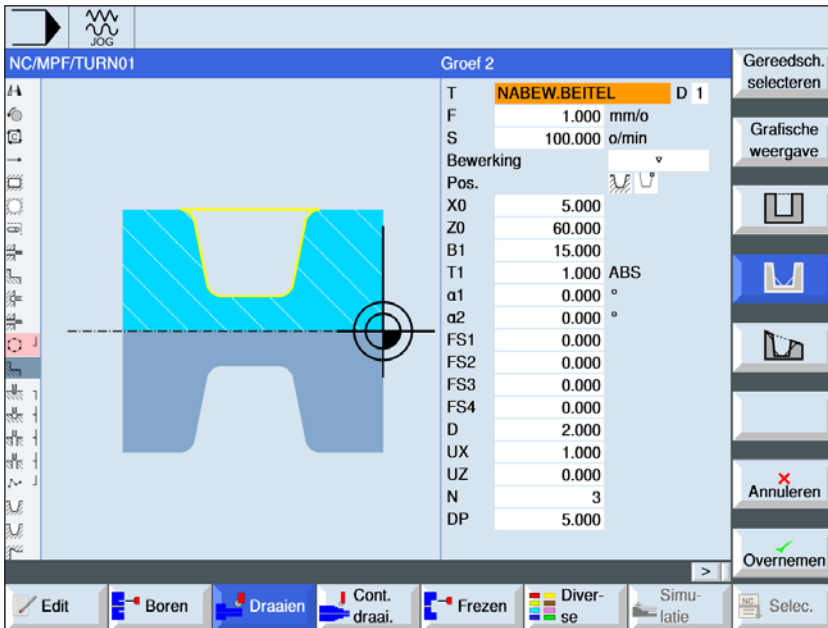 JOG
NC/MPF/TURN01
Groef 2
T NABEW.BEITEL D 1
F 1.000 mm/o
S 100.000 o/min
Bewerking ▿
Pos.
X0 5.000
Z0 60.000
B1 15.000
T1 1.000 ABS
α1 0.000 °
α2 0.000 °
FS1 0.000
FS2 0.000
FS3 0.000
FS4 0.000
D 2.000
UX 1.000
UZ 0.000
N 3
DP 5.000
>
Gereedsch.
selecteren
Grafische
weergave
Annuleren
Overnemen
Edit
Boren
Draaien
Cont.
draai.
Frezen
Diver-
se
Simu-
latie
NC
Selec.